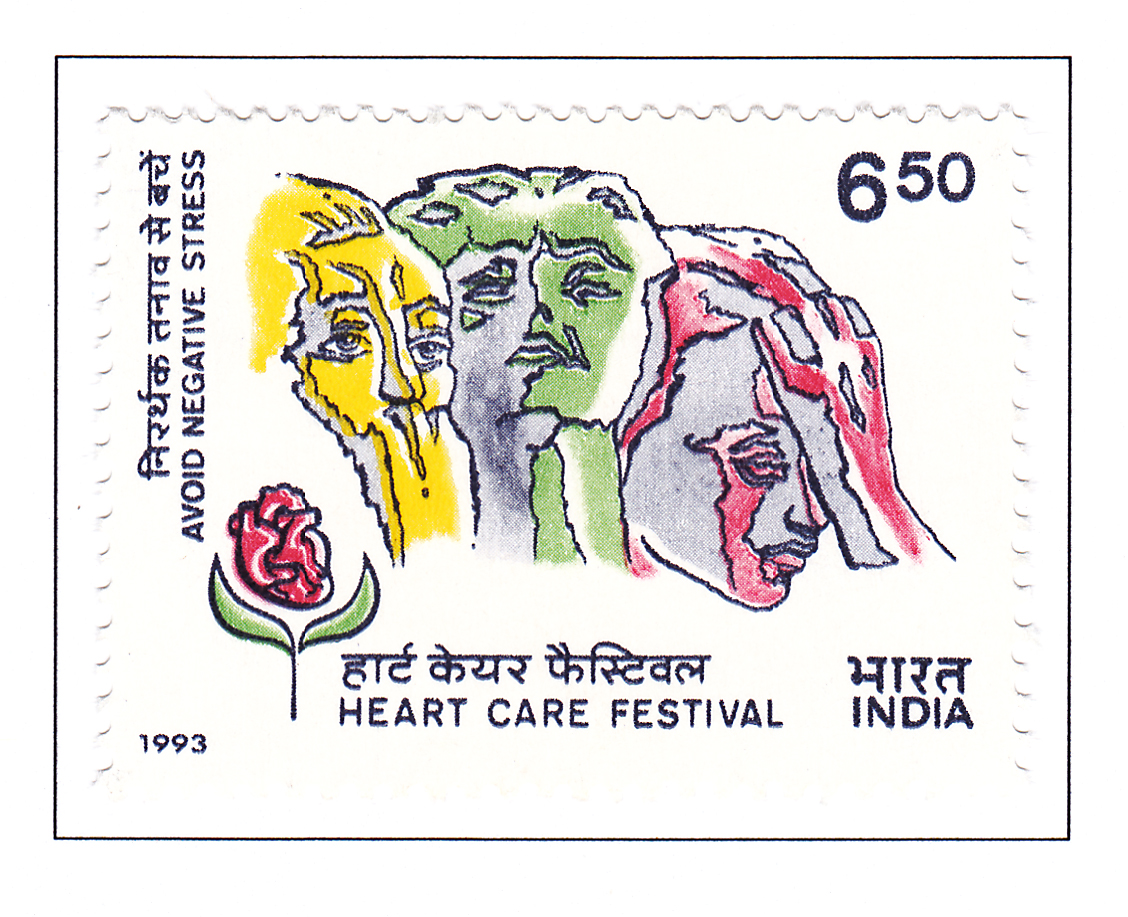 निरर्थक तनाव से बचें
AVOID NEGATIVE STRESS
6 50
हार्ट केयर फैस्टिवल
HEART CARE FESTIVAL
भारत
INDIA
1993